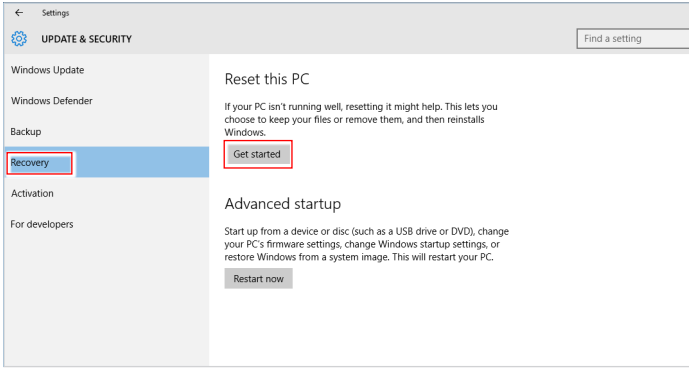 Settings
UPDATE & SECURITY
Find a setting
Windows Update
Windows Defender
Backup
Recovery
Activation
For developers
Reset this PC
If your PC isn't running well, resetting it might help. This lets you
choose to keep your files or remove them, and then reinstalls
Windows.
Get started
Advanced startup
Start up from a device or disc (such as a USB drive or DVD), change
your PC's firmware settings, change Windows startup settings, or
restore Windows from a system image. This will restart your PC.
Restart now